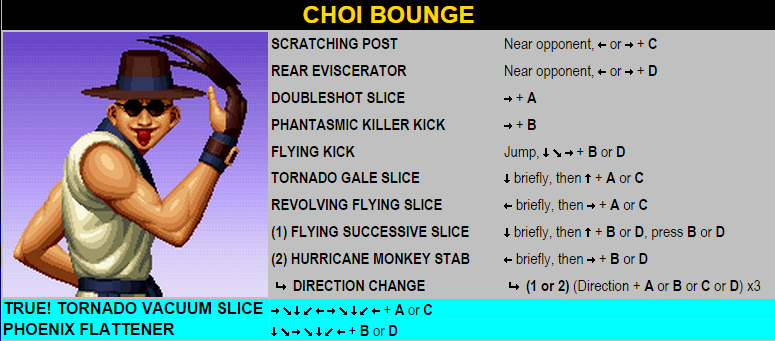 CHOI BOUNGE
SCRATCHING POST Near opponent, ← or → + C
REAR EVISCERATOR Near opponent, ← or → + D
DOUBLESHOT SLICE → + A
PHANTASMIC KILLER KICK → + B
FLYING KICK Jump, ↓ ↘ → + B or D
TORNADO GALE SLICE ↓ briefly, then ↑ + A or C
REVOLVING FLYING SLICE ← briefly, then → + A or C
(1) FLYING SUCCESSIVE SLICE ↓ briefly, then ↑ + B or D, press B or D
(2) HURRICANE MONKEY STAB ← briefly, then → + B or D
↳ DIRECTION CHANGE ↳ (1 or 2) (Direction + A or B or C or D) x3
TRUE! TORNADO VACUUM SLICE → ↘ ↓ ↙ ← → ↘ ↓ ↙ ← + A or C
PHOENIX FLATTENER ↓ ↘ → ↘ ↓ ↙ ← + B or D